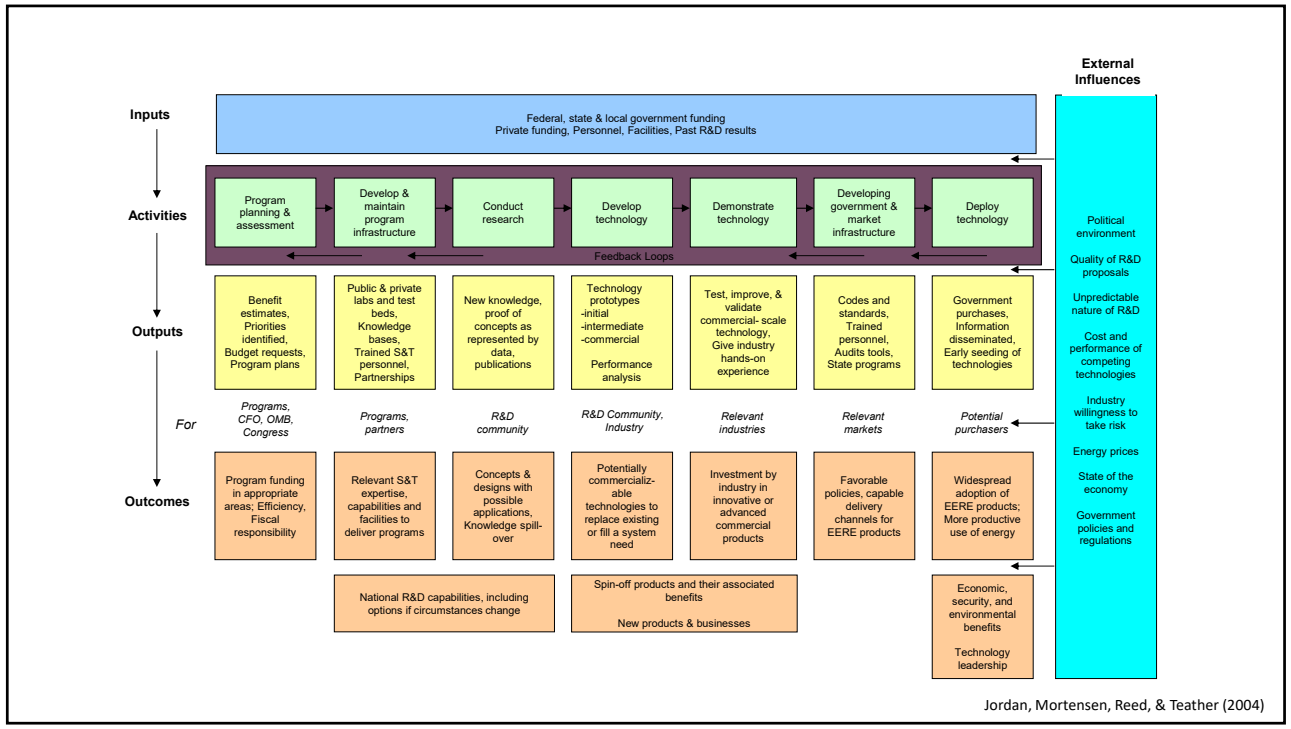 External
Influences
Inputs
Federal, state & local government funding
Private funding, Personnel, Facilities, Past R&D results
Activities
Program
planning &
assessment
Develop &
maintain
program
infrastructure
Conduct
research
Develop
technology
Demonstrate
technology
Developing
government &
market
infrastructure
Deploy
technology
Feedback Loops
Outputs
Benefit
estimates,
Priorities
identified,
Budget requests,
Program plans
Public & private
labs and test
beds,
Knowledge
bases,
Trained S&T
personnel,
Partnerships
New knowledge,
proof of
concepts as
represented by
data,
publications
Technology
prototypes
-initial
-intermediate
-commercial
Performance
analysis
Test, improve, &
validate
commercial- scale
technology,
Give industry
hands-on
experience
Codes and
standards,
Trained
personnel,
Audits tools,
State programs
Government
purchases,
Information
disseminated,
Early seeding of
technologies
For
Programs,
CFO, OMB,
Congress
Programs,
partners
R&D
community
R&D Community,
Industry
Relevant
industries
Relevant
markets
Potential
purchasers
Outcomes
Program funding
in appropriate
areas; Efficiency,
Fiscal
responsibility
Relevant S&T
expertise,
capabilities and
facilities to
deliver programs
Concepts &
designs with
possible
applications,
Knowledge spill-
over
Potentially
commercializ-
able
technologies to
replace existing
or fill a system
need
Investment by
industry in
innovative or
advanced
commercial
products
Favorable
policies, capable
delivery
channels for
EERE products
Widespread
adoption of
EERE products;
More productive
use of energy
National R&D capabilities, including
options if circumstances change
Spin-off products and their associated
benefits
New products & businesses
Economic,
security, and
environmental
benefits
Technology
leadership
Political
environment
Quality of R&D
proposals
Unpredictable
nature of R&D
Cost and
performance of
competing
technologies
Industry
willingness to
take risk
Energy prices
State of the
economy
Government
policies and
regulations
Jordan, Mortensen, Reed, & Teather (2004)